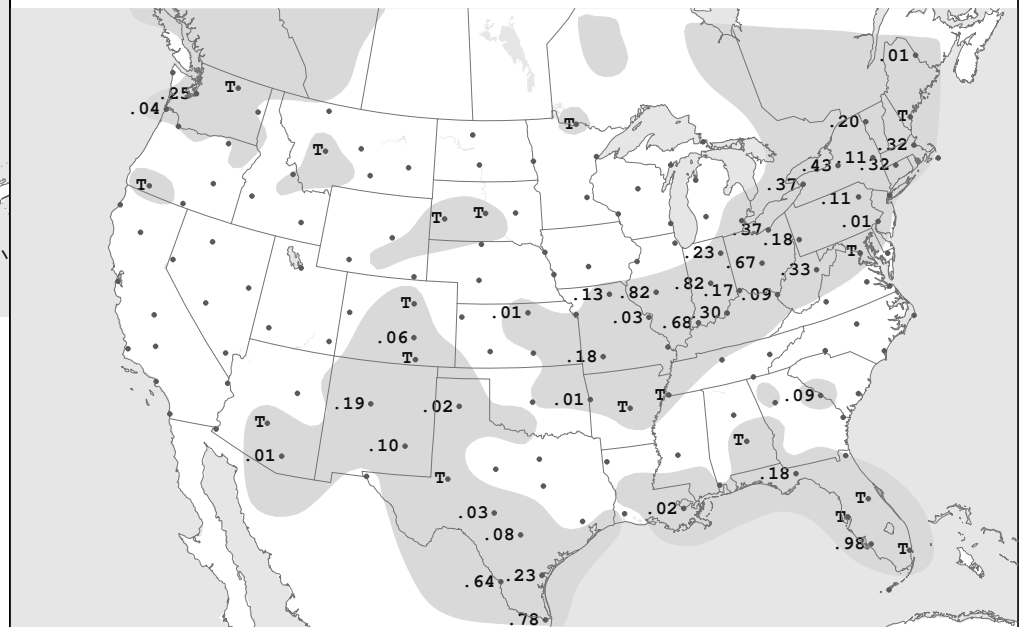 .01
T
.25
.04
T
T
.20
T
.32
T
.43
.11
.32
T
.37
.11
T
T
.01
.37
.18
T
.23
.67
.33
.82
.13
.82
.17
.09
T
.01
.03
.68
.30
.06
T
.18
T
.19
.02
.01
T
.09
T
.01
.10
T
T
.18
T
.03
.02
T
.08
.98
T
.64
.23
.78